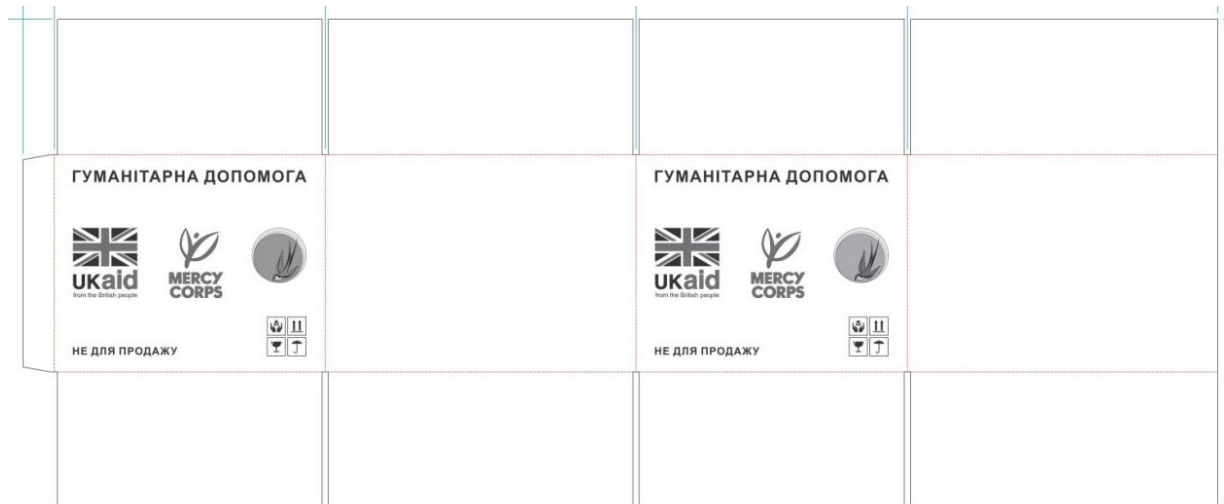 ГУМАНІТАРНА ДОПОМОГА
UKaid
from the British people
MERCY
CORPS
НЕ ДЛЯ ПРОДАЖУ
ГУМАНІТАРНА ДОПОМОГА
UKaid
from the British people
MERCY
CORPS
НЕ ДЛЯ ПРОДАЖУ